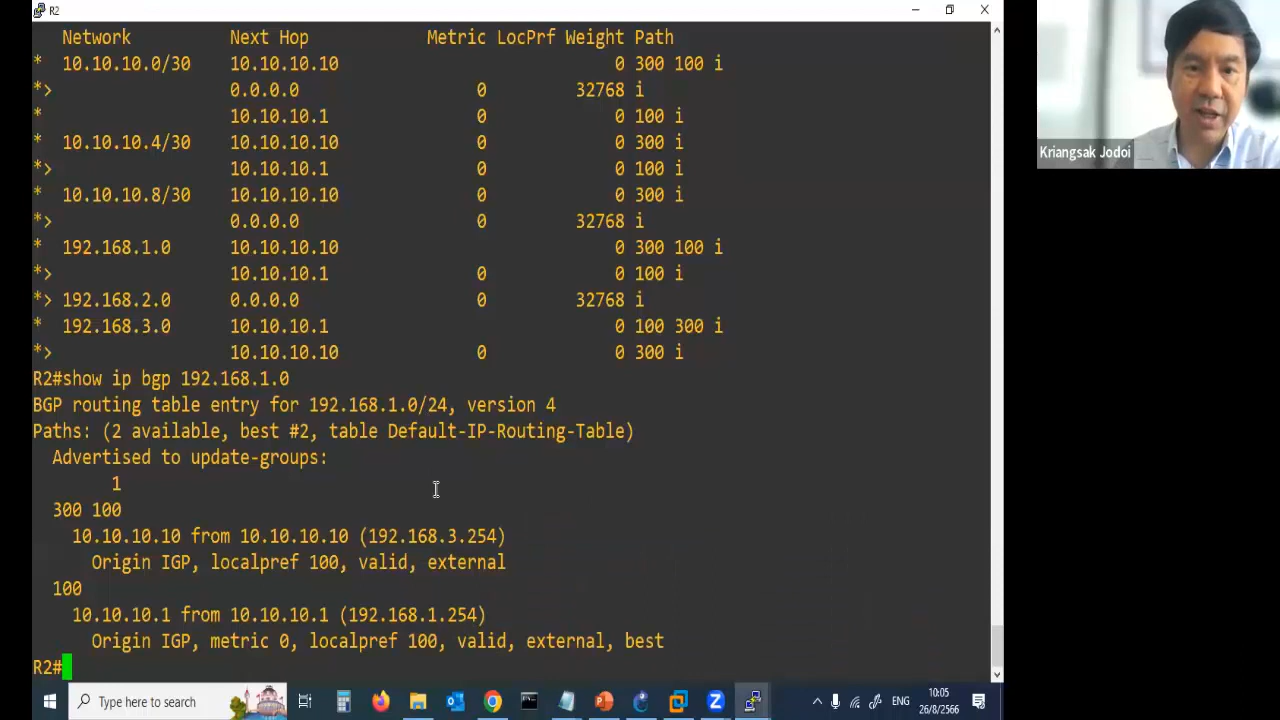 R2
Network Next Hop Metric LocPrf Weight Path
* 10.10.10.0/30 10.10.10.10 0 300 100 i
*> 0.0.0.0 0 32768 i
* 10.10.10.1 0 0 100 i
* 10.10.10.4/30 10.10.10.10 0 0 300 i
*> 10.10.10.1 0 0 100 i
* 10.10.10.8/30 10.10.10.10 0 0 300 i
*> 0.0.0.0 0 32768 i
* 192.168.1.0 10.10.10.10 0 300 100 i
*> 10.10.10.1 0 0 100 i
*> 192.168.2.0 0.0.0.0 0 32768 i
* 192.168.3.0 10.10.10.1 0 100 300 i
*> 10.10.10.10 0 0 300 i
R2#show ip bgp 192.168.1.0
BGP routing table entry for 192.168.1.0/24, version 4
Paths: (2 available, best #2, table Default-IP-Routing-Table)
Advertised to update-groups:
1
300 100
10.10.10.10 from 10.10.10.10 (192.168.3.254)
Origin IGP, localpref 100, valid, external
100
10.10.10.1 from 10.10.10.1 (192.168.1.254)
Origin IGP, metric 0, localpref 100, valid, external, best
R2#
Kriangsak Jodoi
Type here to search
ENG
10:05
26/8/2566